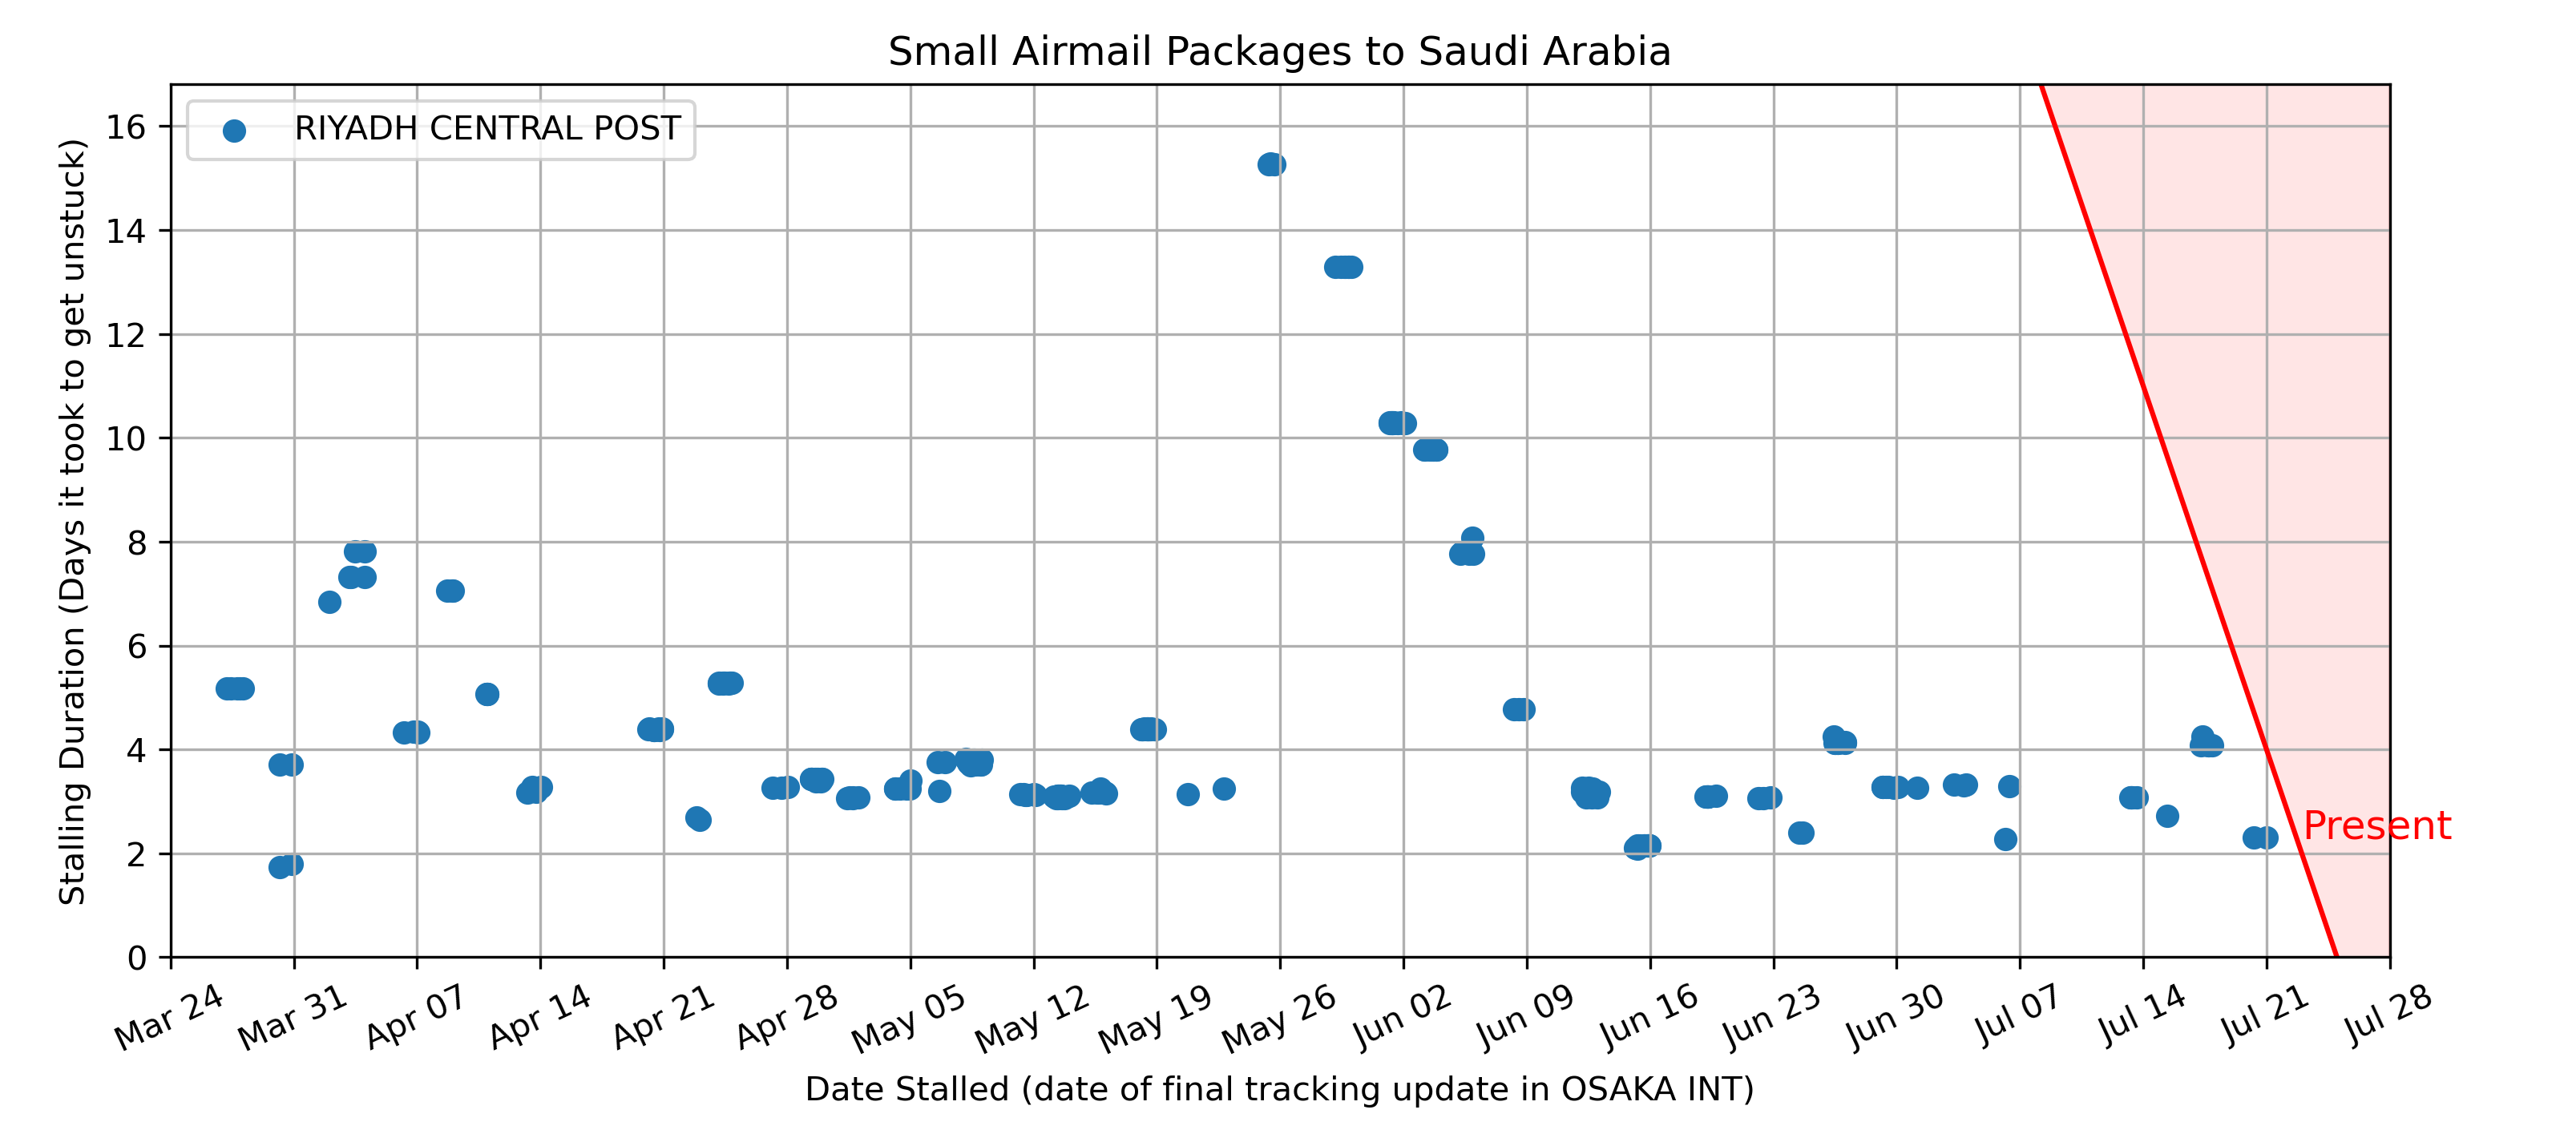 Small Airmail Packages to Saudi Arabia
RIYADH CENTRAL POST
Stalling Duration (Days it took to get unstuck)
16
14
12
10
8
6
4
2
0
Present
Mar 24
Mar 31
Apr 07
Apr 14
Apr 21
Apr 28
May 05
May 12
May 19
May 26
Jun 02
Jun 09
Jun 16
Jun 23
Jun 30
Jul 07
Jul 14
Jul 21
Jul 28
Date Stalled (date of final tracking update in OSAKA INT)